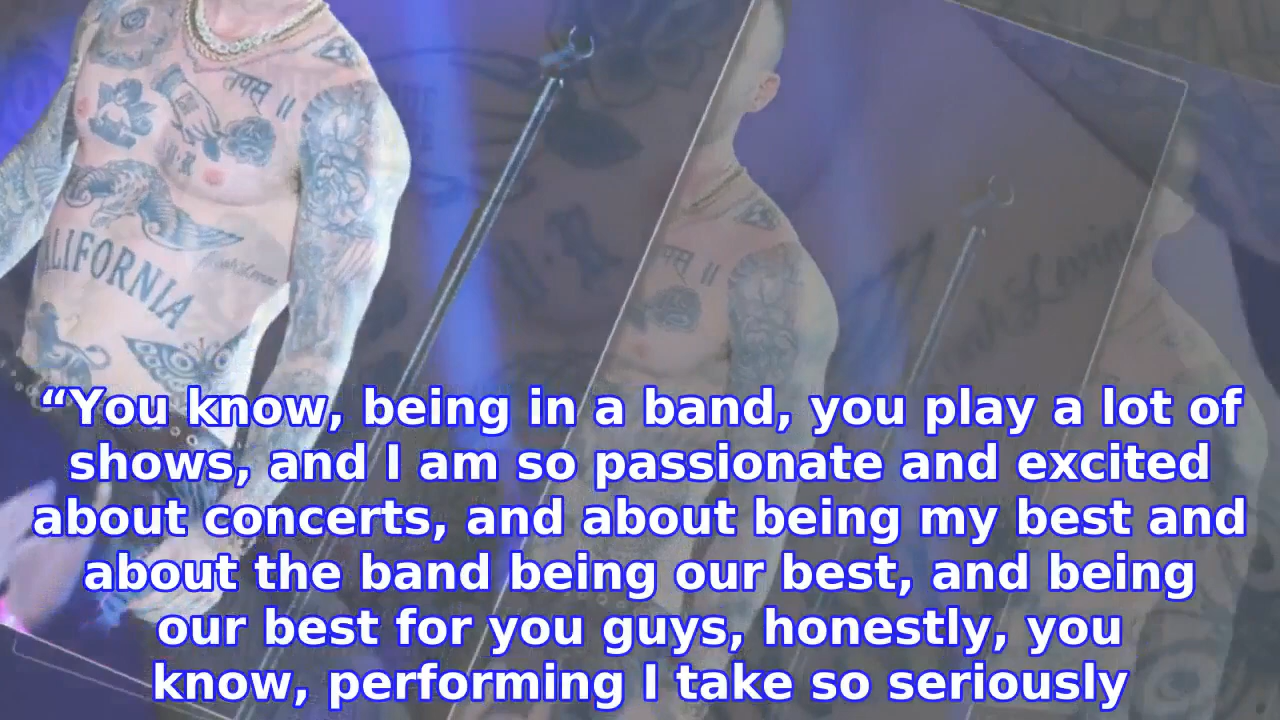 तपस ||
ALIFORNIA
तपस ||
“You know, being in a band, you play a lot of
shows, and I am so passionate and excited
about concerts, and about being my best and
about the band being our best, and being
our best for you guys, honestly, you
know, performing I take so seriously